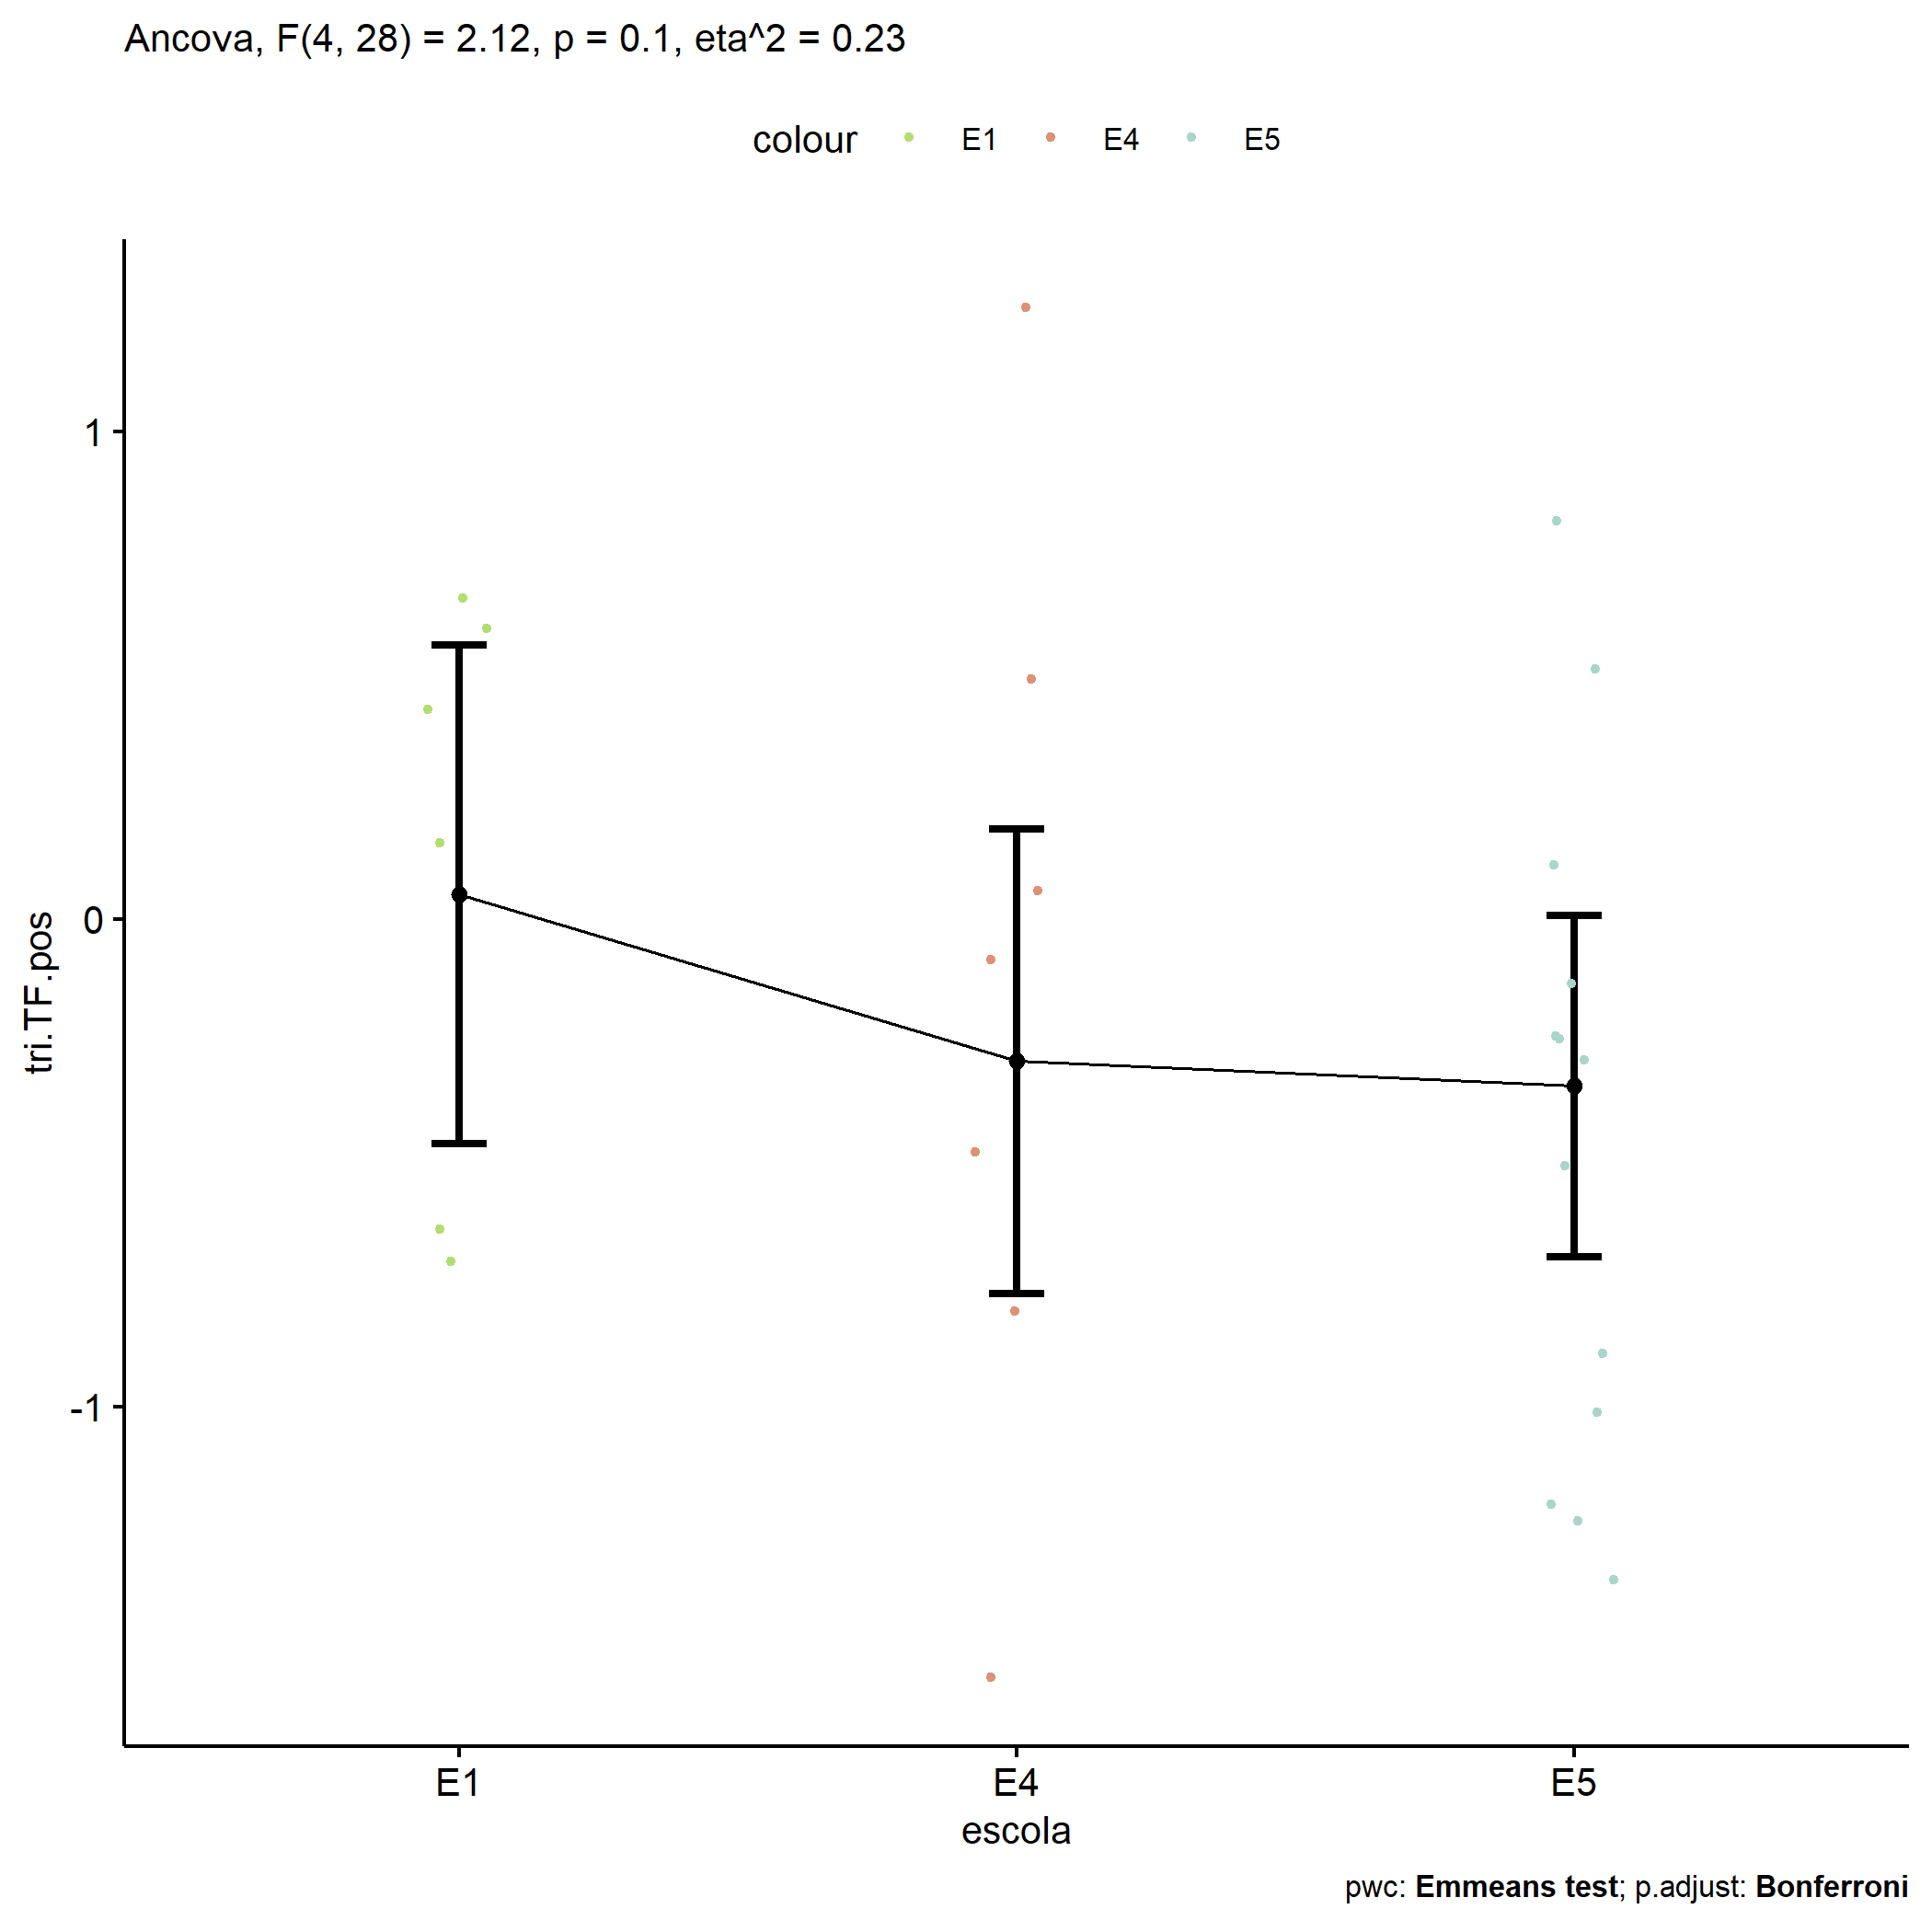 Ancova, F(4, 28) = 2.12, p = 0.1, eta^2 = 0.23
colour E1 E4 E5
1
0
-1
tri.TF.pos
E1 E4 E5
escola
pwc: Emmeans test; p.adjust: Bonferroni